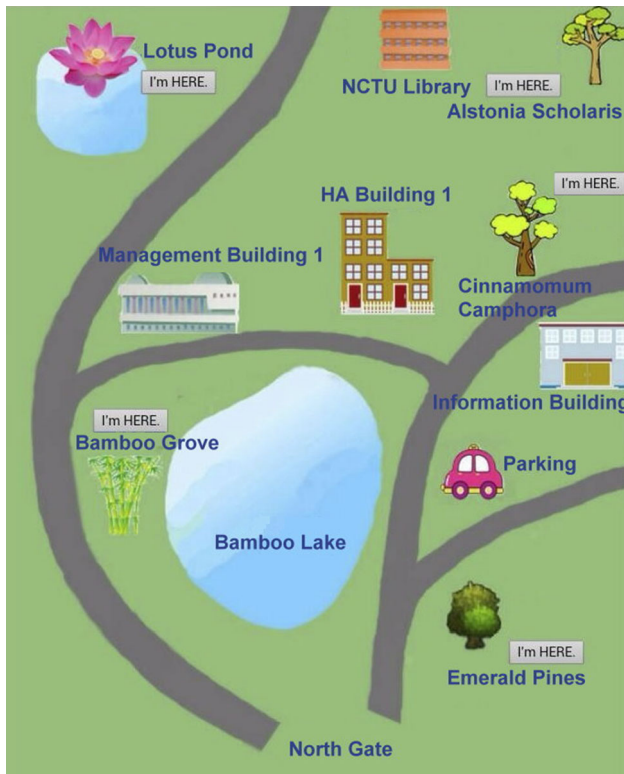 Lotus Pond
I'm HERE.
NCTU Library
I'm HERE.
Alstonia Scholaris
I'm HERE.
HA Building 1
Management Building 1
Cinnamomum
Camphora
Information Building
I'm HERE.
Bamboo Grove
Parking
Bamboo Lake
I'm HERE.
Emerald Pines
North Gate